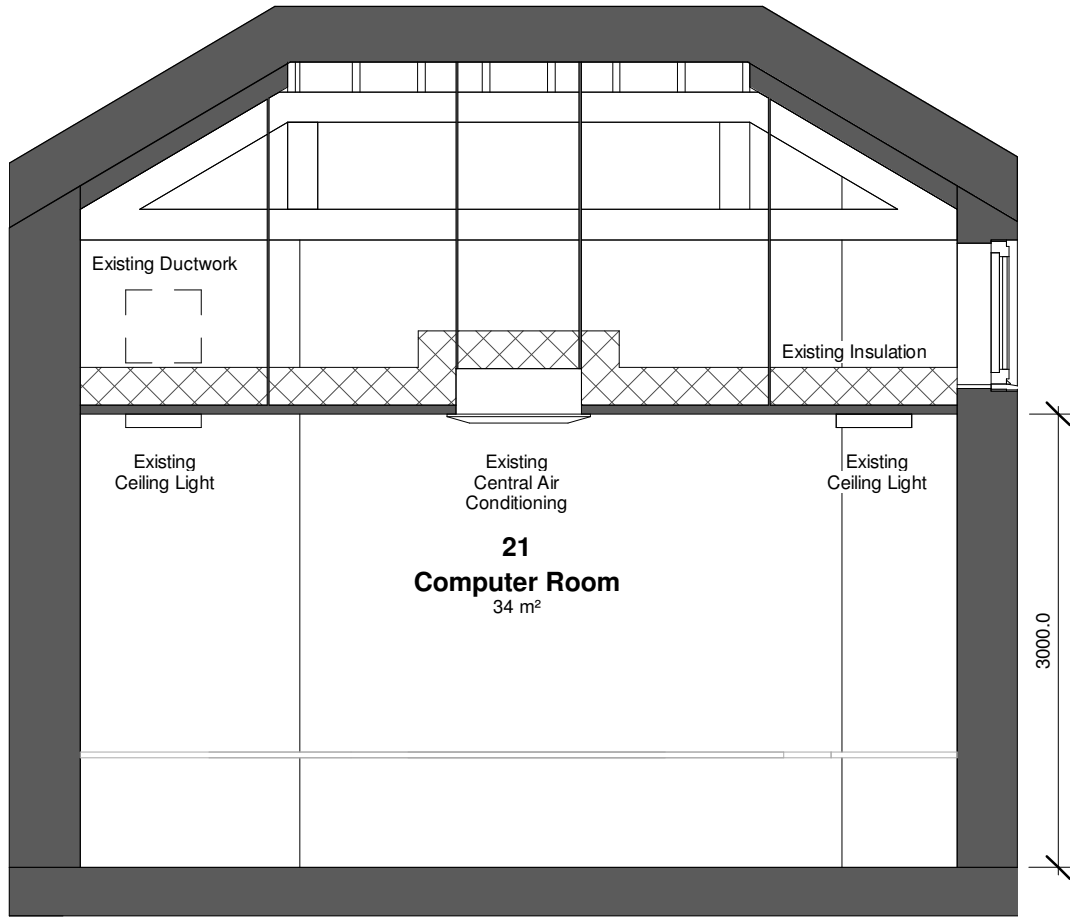 Existing Ductwork
Existing Insulation
Existing
Ceiling Light
Existing
Central Air
Conditioning
Existing
Ceiling Light
21
Computer Room
34 m²
3000.0